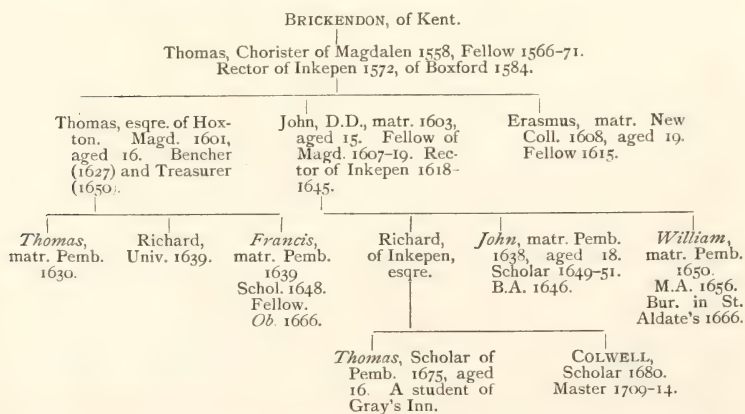 BRICKENDON, of Kent.
Thomas, Chorister of Magdalen 1558, Fellow 1566-71.
Rector of Inkepen 1572, of Boxford 1584.
Thomas, esqre. of Hox-
ton. Magd. 1601,
aged 16. Bencher
(1627) and Treasurer
(1650).
John, D.D., matr. 1603,
aged 15. Fellow of
Magd. 1607-19. Rec-
tor of Inkepen 1618-
1645.
Erasmus, matr. New
Coll. 1608, aged 19.
Fellow 1615.
Thomas,
matr. Pemb.
1630.
Richard,
Univ. 1639.
Francis,
matr. Pemb.
1639
Schol. 1648.
Fellow.
Ob. 1666.
Richard,
of Inkepen,
esqre.
John, matr. Pemb.
1638, aged 18.
Scholar 1649-51.
B.A. 1646.
William,
matr. Pemb.
1650.
M.A. 1656.
Bur. in St.
Aldate's 1666.
Thomas, Scholar of
Pemb. 1675, aged
16. A student of
Gray's Inn.
COLWELL,
Scholar 1680.
Master 1709-14.